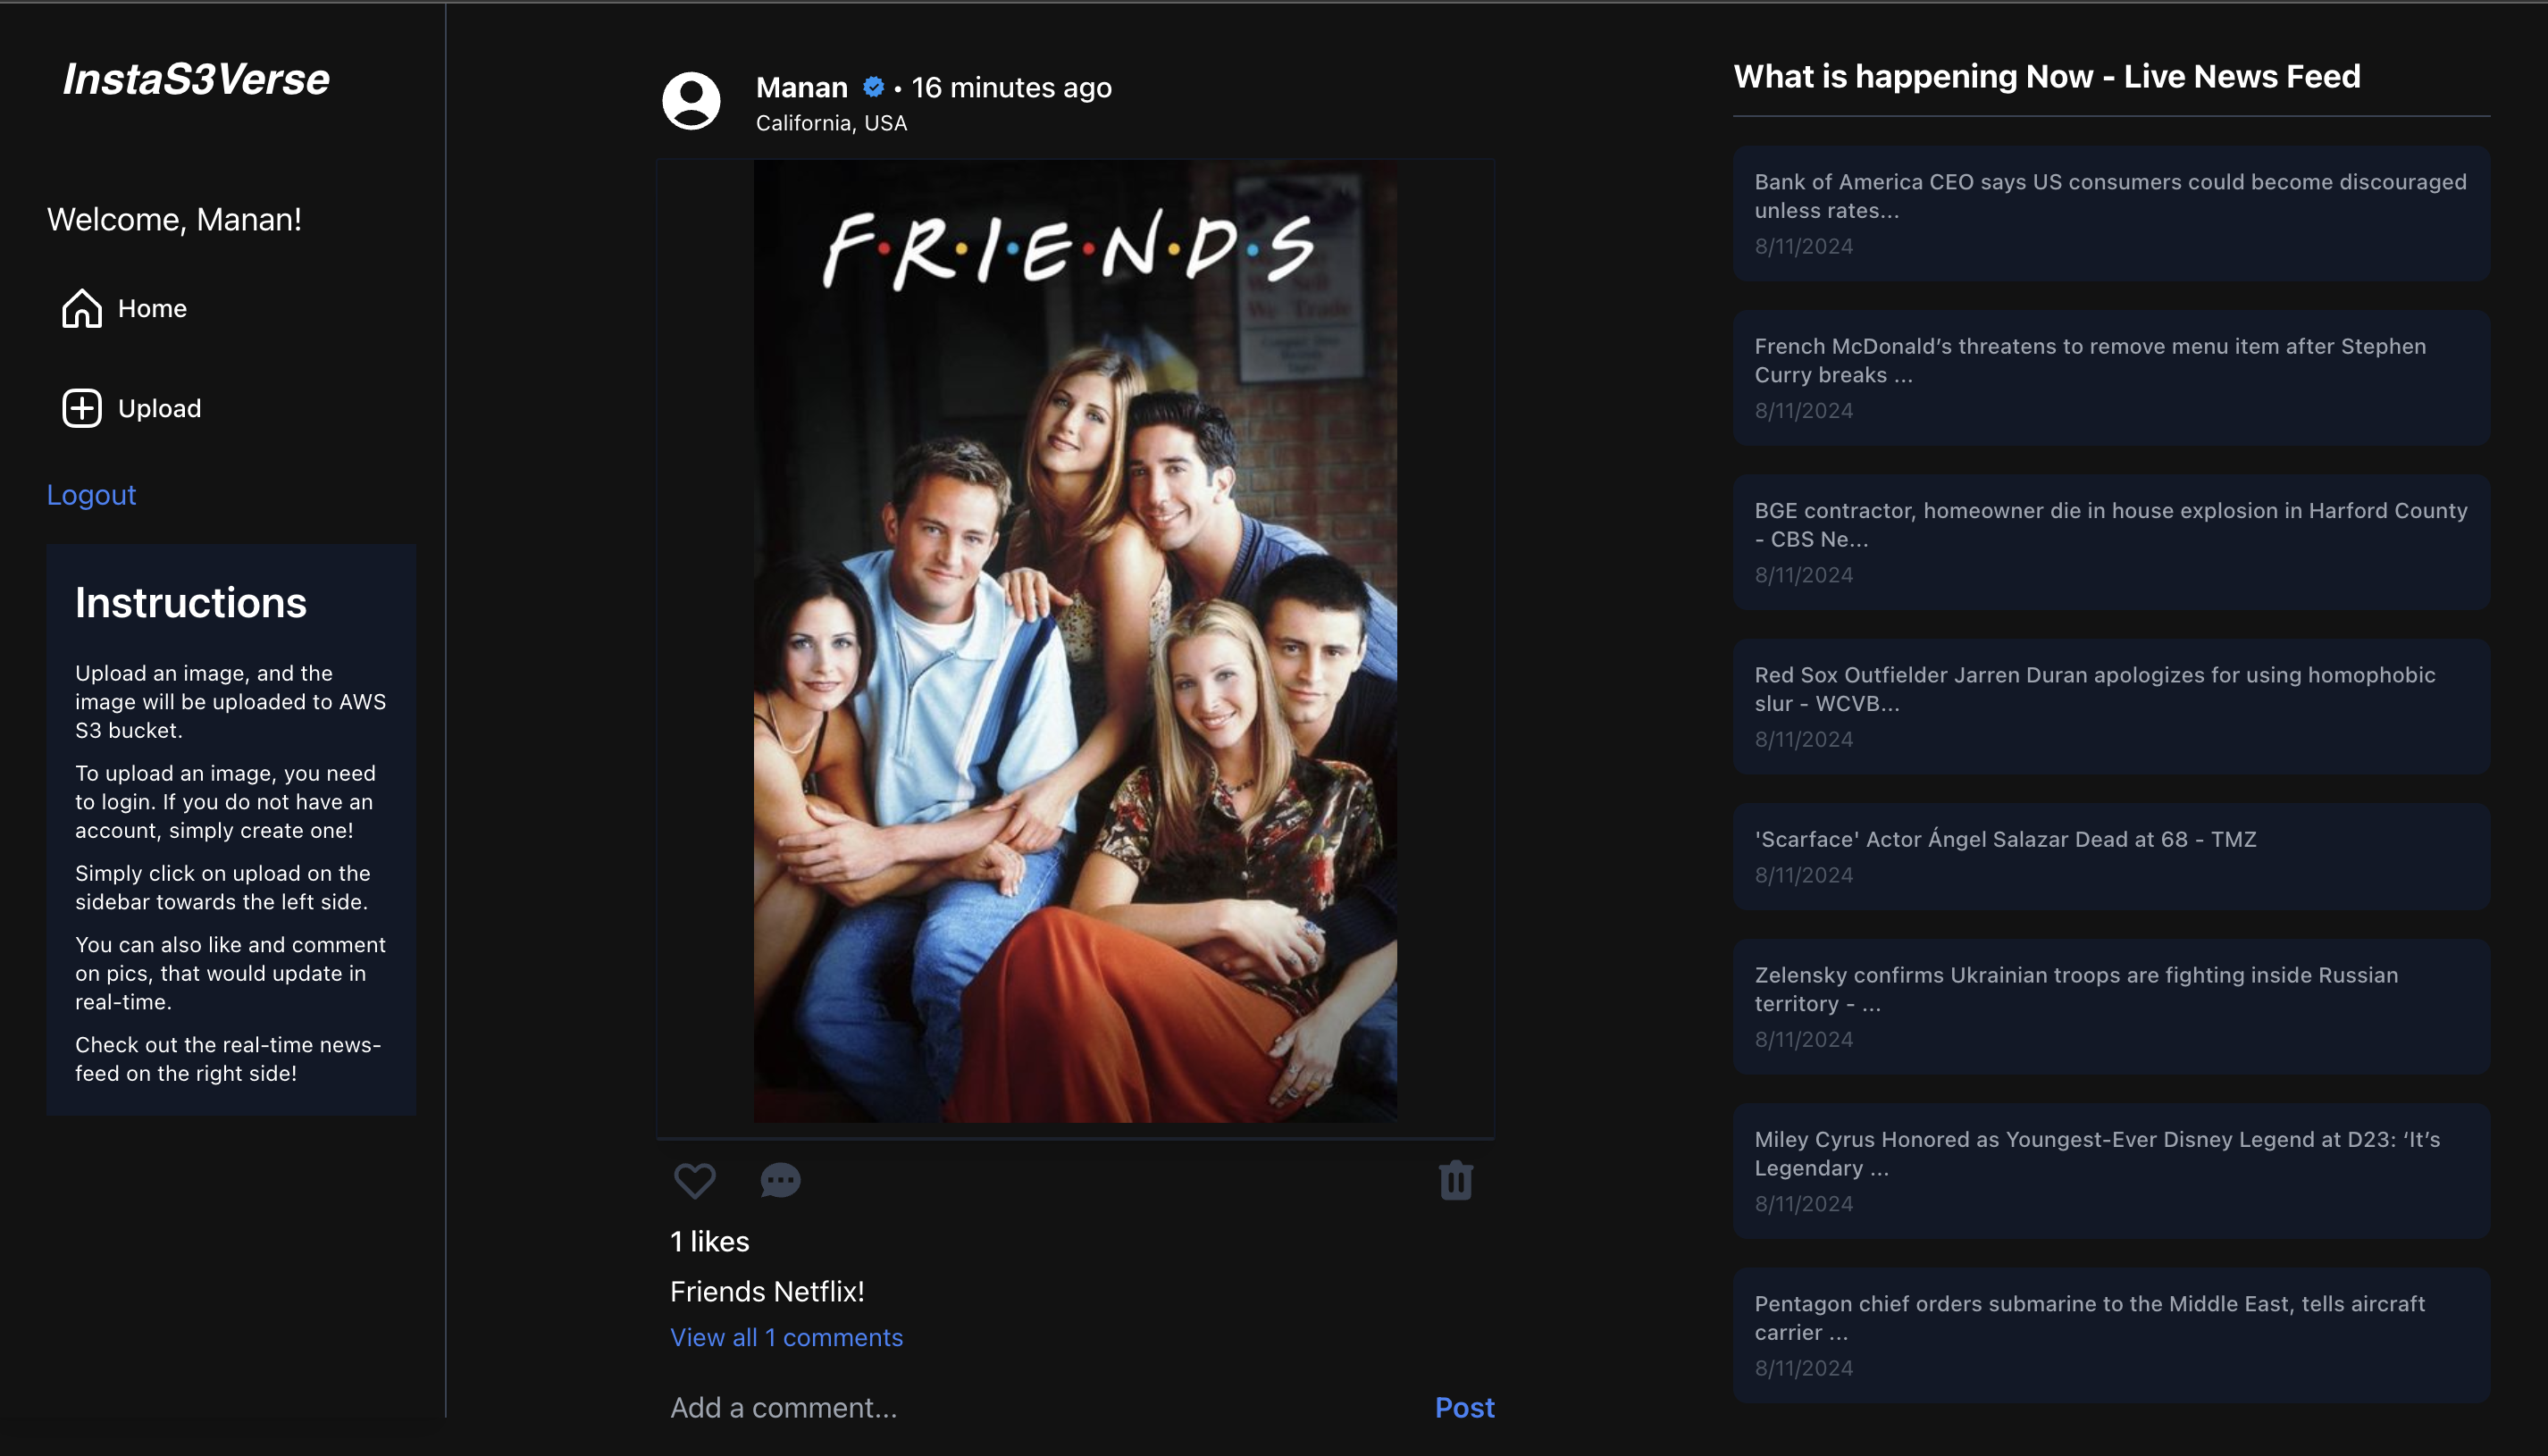 InstaS3Verse
Welcome, Manan!
Home
Upload
Logout
Instructions
Upload an image, and the
image will be uploaded to AWS
S3 bucket.
To upload an image, you need
to login. If you do not have an
account, simply create one!
Simply click on upload on the
sidebar towards the left side.
You can also like and comment
on pics, that would update in
real-time.
Check out the real-time news-
feed on the right side!
Manan • 16 minutes ago
California, USA
F•R•I•E•N•D•S
Sell
We Trade
1 likes
Friends Netflix!
View all 1 comments
Add a comment...
Post
What is happening Now - Live News Feed
Bank of America CEO says US consumers could become discouraged
unless rates...
8/11/2024
French McDonald’s threatens to remove menu item after Stephen
Curry breaks ...
8/11/2024
BGE contractor, homeowner die in house explosion in Harford County
- CBS Ne...
8/11/2024
Red Sox Outfielder Jarren Duran apologizes for using homophobic
slur - WCVB...
8/11/2024
'Scarface' Actor Ángel Salazar Dead at 68 - TMZ
8/11/2024
Zelensky confirms Ukrainian troops are fighting inside Russian
territory - ...
8/11/2024
Miley Cyrus Honored as Youngest-Ever Disney Legend at D23: ‘It’s
Legendary ...
8/11/2024
Pentagon chief orders submarine to the Middle East, tells aircraft
carrier ...
8/11/2024